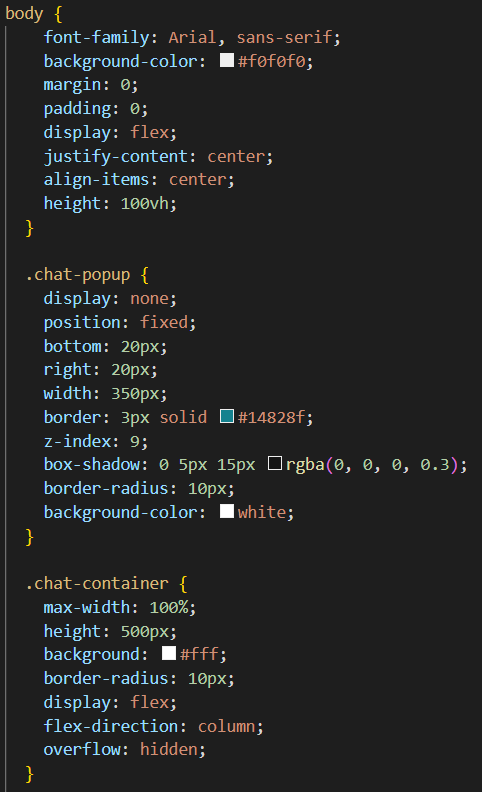 body {
    font-family: Arial, sans-serif;
    background-color: #f0f0f0;
    margin: 0;
    padding: 0;
    display: flex;
    justify-content: center;
    align-items: center;
    height: 100vh;
  }

  .chat-popup {
    display: none;
    position: fixed;
    bottom: 20px;
    right: 20px;
    width: 350px;
    border: 3px solid #14828f;
    z-index: 9;
    box-shadow: 0 5px 15px rgba(0, 0, 0, 0.3);
    border-radius: 10px;
    background-color: white;
  }

  .chat-container {
    max-width: 100%;
    height: 500px;
    background: #fff;
    border-radius: 10px;
    display: flex;
    flex-direction: column;
    overflow: hidden;
  }